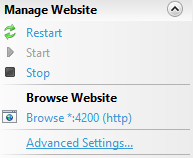 Manage Website
Restart
Start
Stop
Browse Website
Browse *:4200 (http)
Advanced Settings...